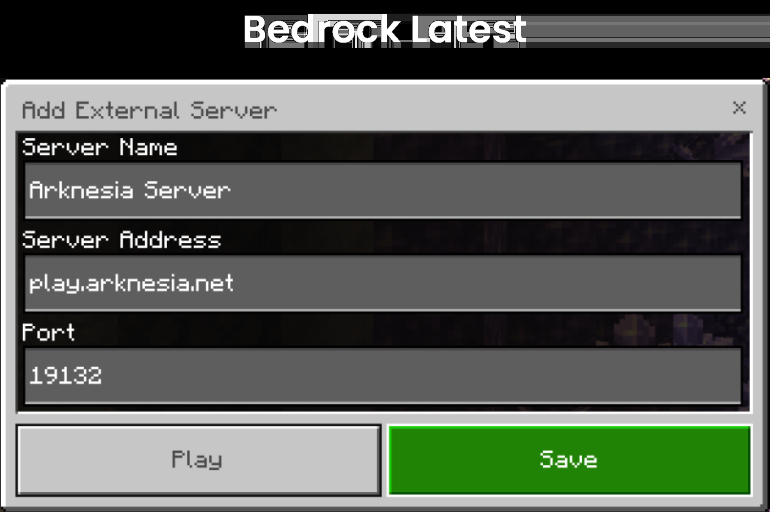 Bedrock Latest
Add External Server
x
Server Name
Arknesia Server
Server Address
play.arknesia.net
Port
19132
Play
Save